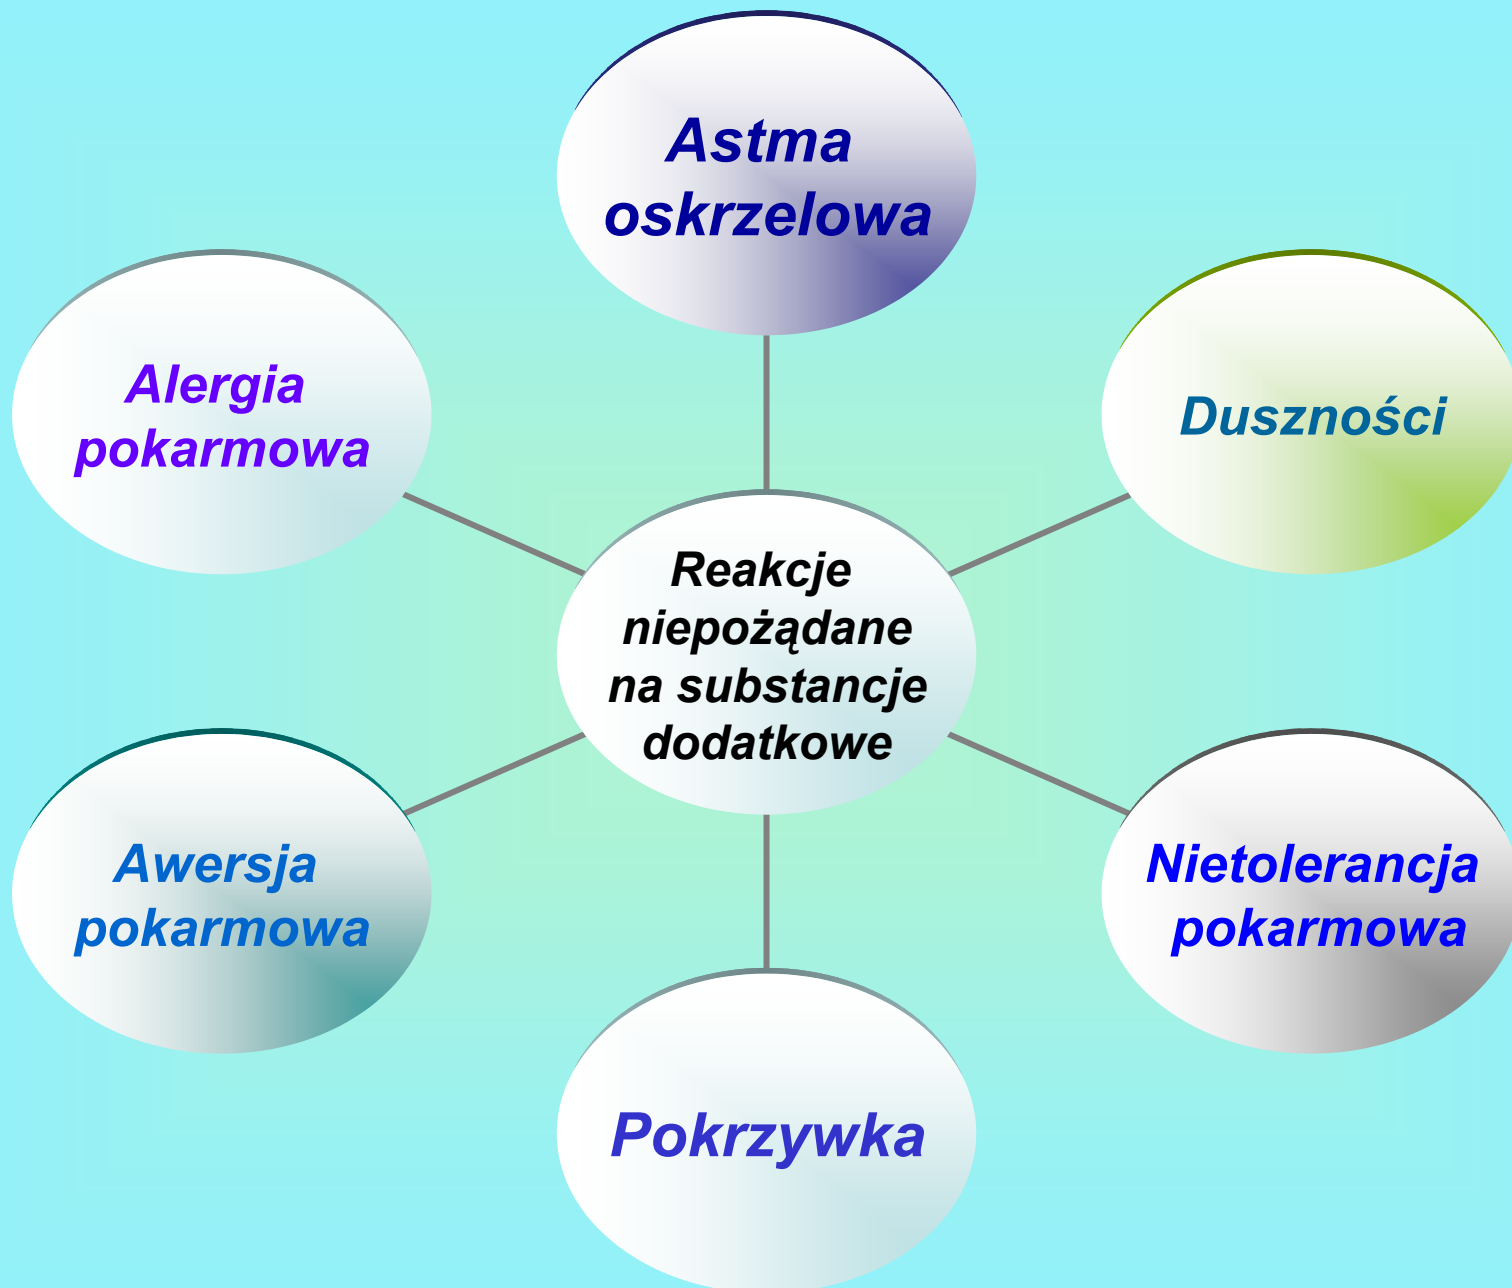 Astma
oskrzelowa
Alergia
pokarmowa
Duszności
Reakcje
niepożądane
na substancje
dodatkowe
Awersja
pokarmowa
Nietolerancja
pokarmowa
Pokrzywka